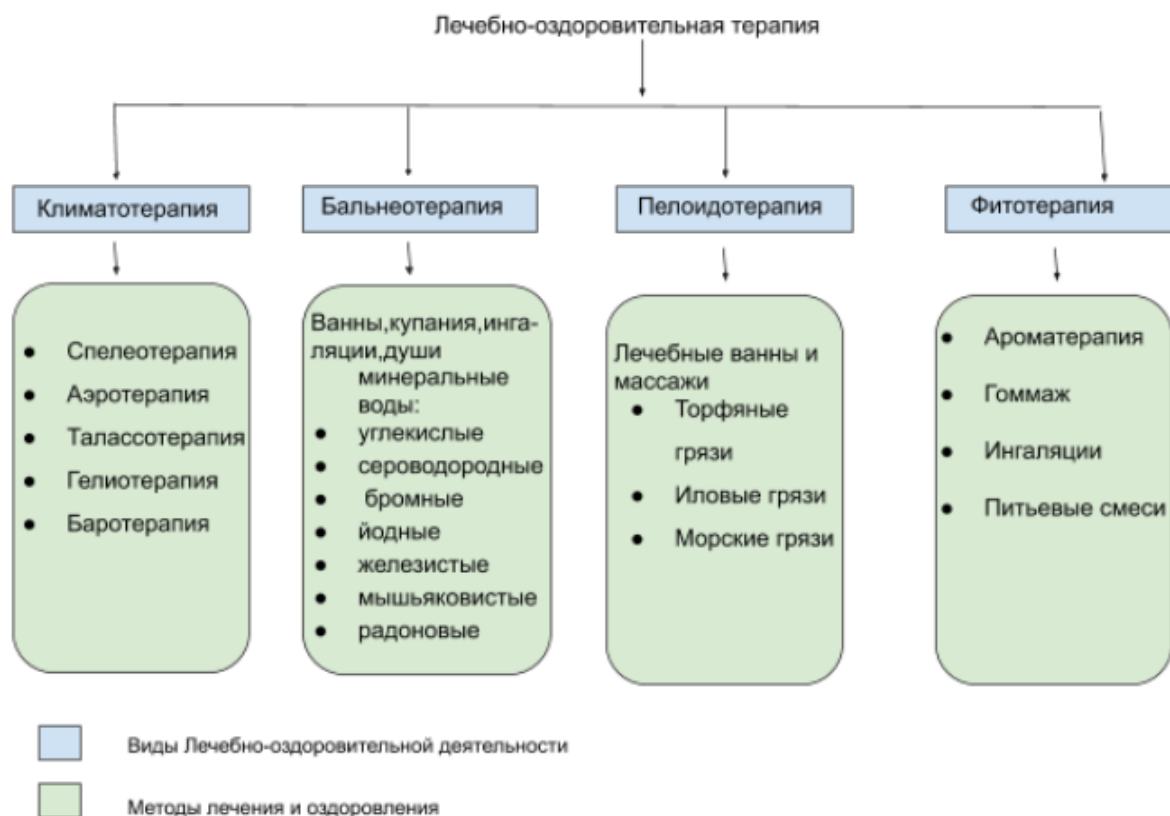 Лечебно-оздоровительная терапия
Климатотерапия
Бальнеотерапия
Пелоидотерапия
Фитотерапия
● Спелеотерапия
● Аэротерапия
● Талассотерапия
● Гелиотерапия
● Баротерапия
Ванны,купания,инга-
ляции,души
минеральные
воды:
● углекислые
● сероводородные
● бромные
● йодные
● железистые
● мышьяковистые
● радоновые
Лечебные ванны и
массажи
● Торфяные
грязи
● Иловые грязи
● Морские грязи
● Ароматерапия
● Гоммаж
● Ингаляции
● Питьевые смеси
Виды Лечебно-оздоровительной деятельности
Методы лечения и оздоровления